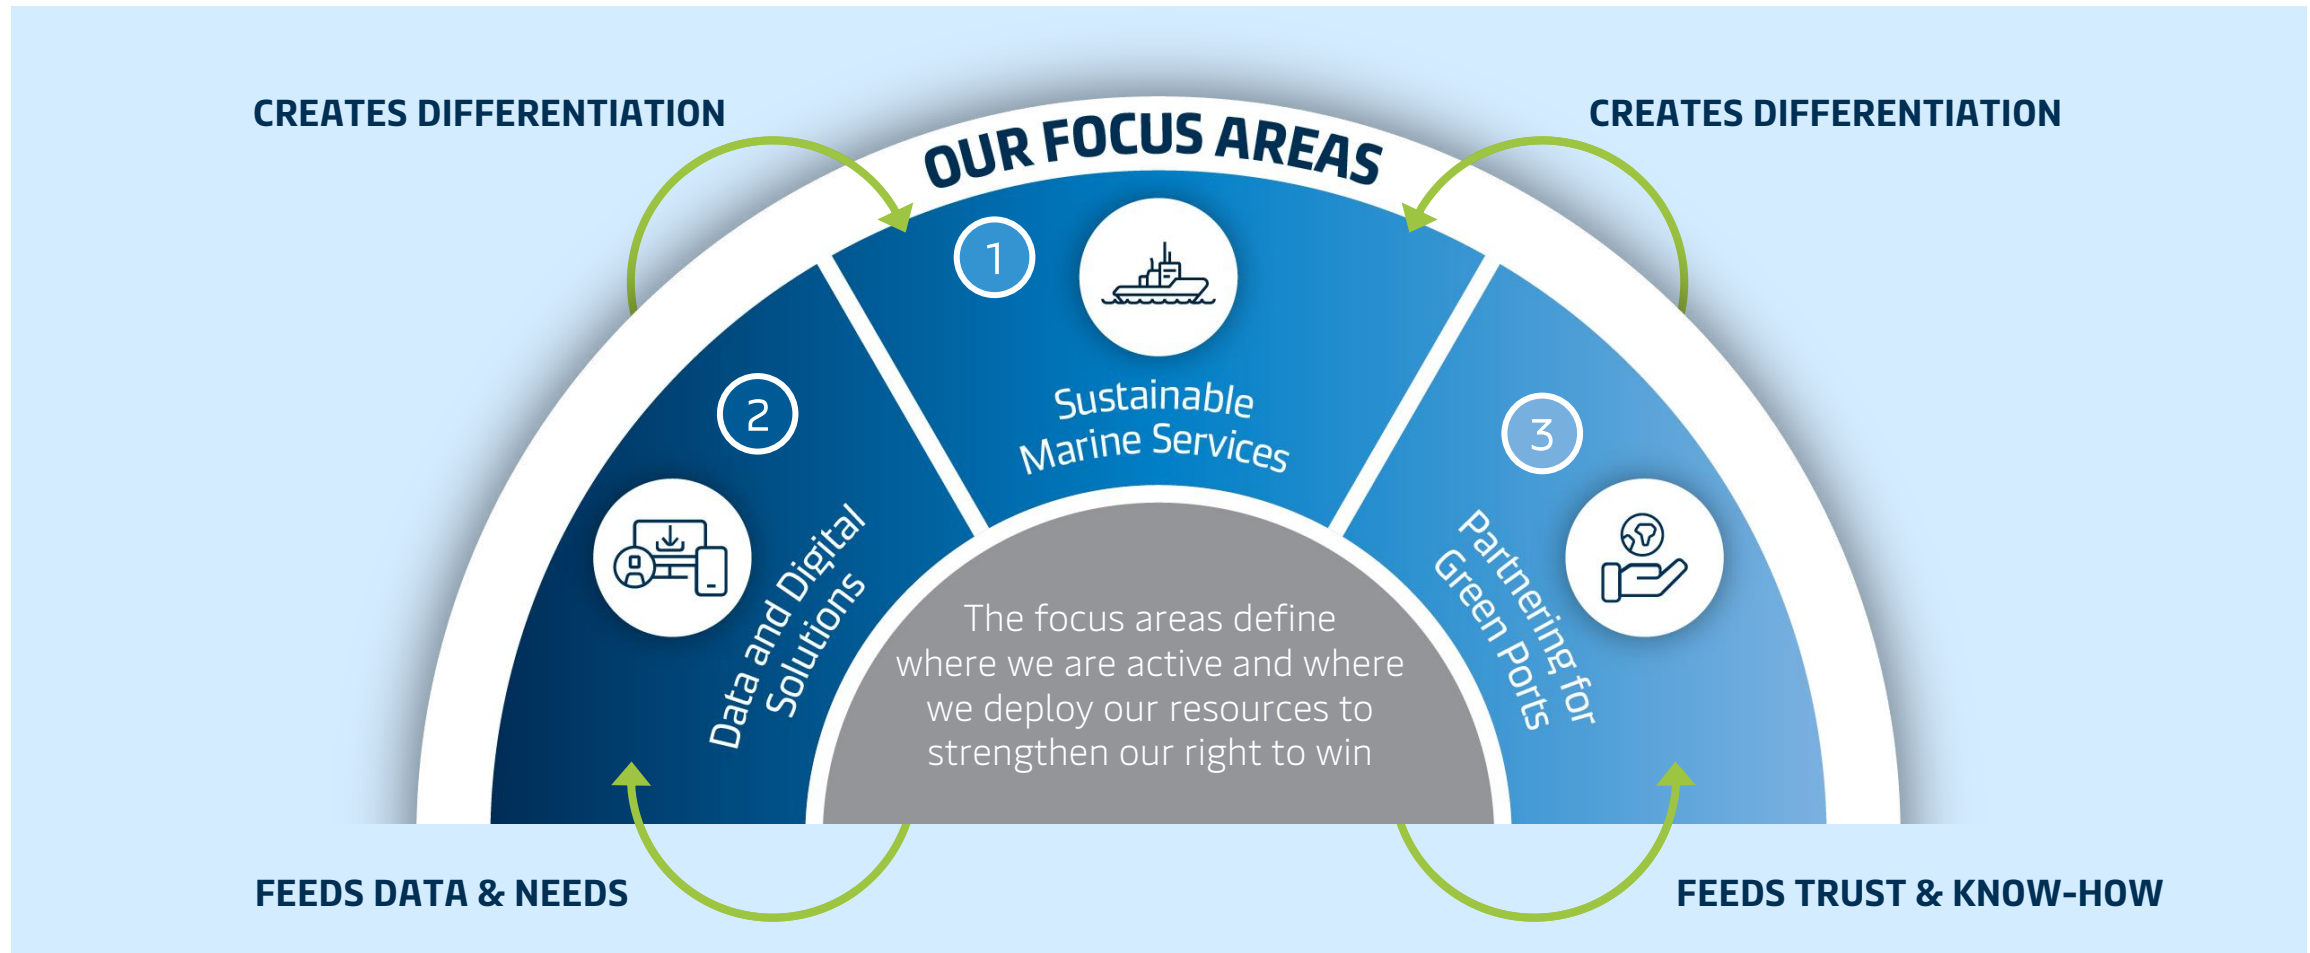 CREATES DIFFERENTIATION
CREATES DIFFERENTIATION
OUR FOCUS AREAS
1
Sustainable
Marine Services
2
Data and Digital
Solutions
3
Partnering for
Green Ports
The focus areas define
where we are active and where
we deploy our resources to
strengthen our right to win
FEEDS DATA & NEEDS
FEEDS TRUST & KNOW-HOW